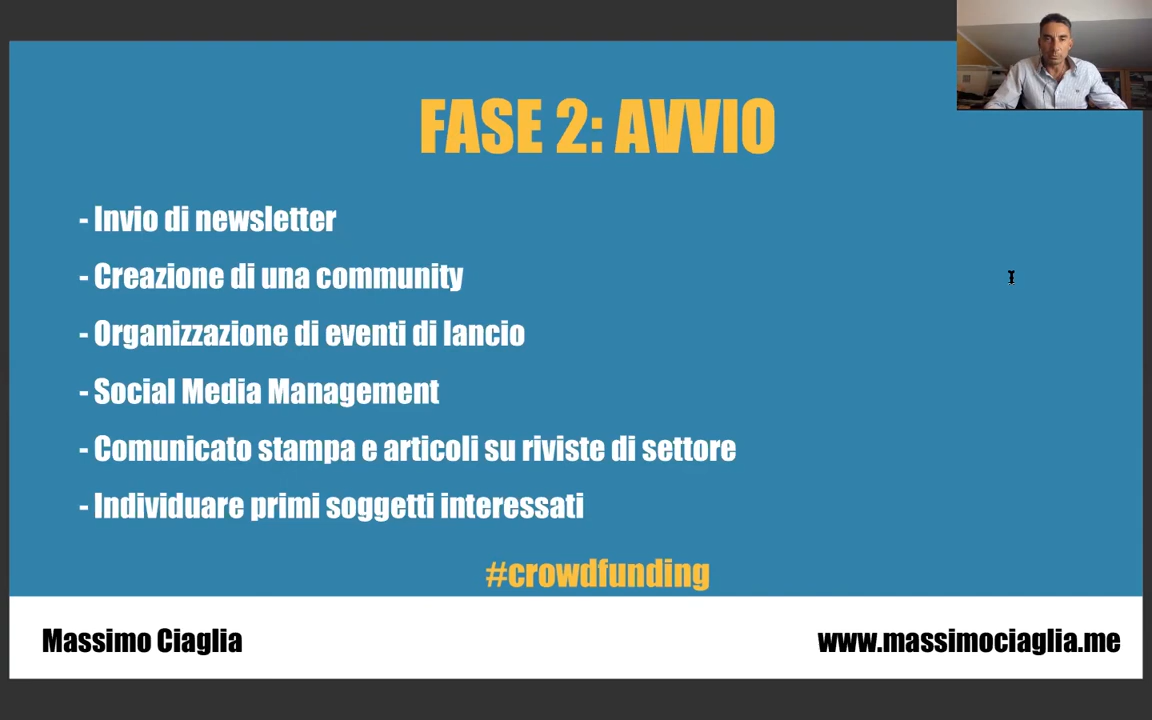 FASE 2: AVVIO
- Invio di newsletter
- Creazione di una community
- Organizzazione di eventi di lancio
- Social Media Management
- Comunicato stampa e articoli su riviste di settore
- Individuare primi soggetti interessati
#crowdfunding
Massimo Ciaglia
www.massimociaglia.me